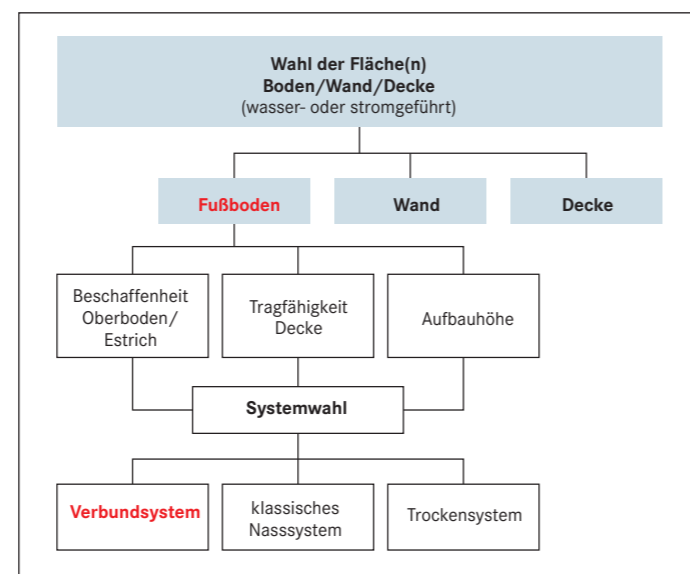 Wahl der Fläche(n)
Boden/Wand/Decke
(wasser- oder stromgeführt)
Fußboden
Wand
Decke
Beschaffenheit
Oberboden/
Estrich
Tragfähigkeit
Decke
Aufbauhöhe
Systemwahl
Verbundsystem
klassisches
Nasssystem
Trockensystem